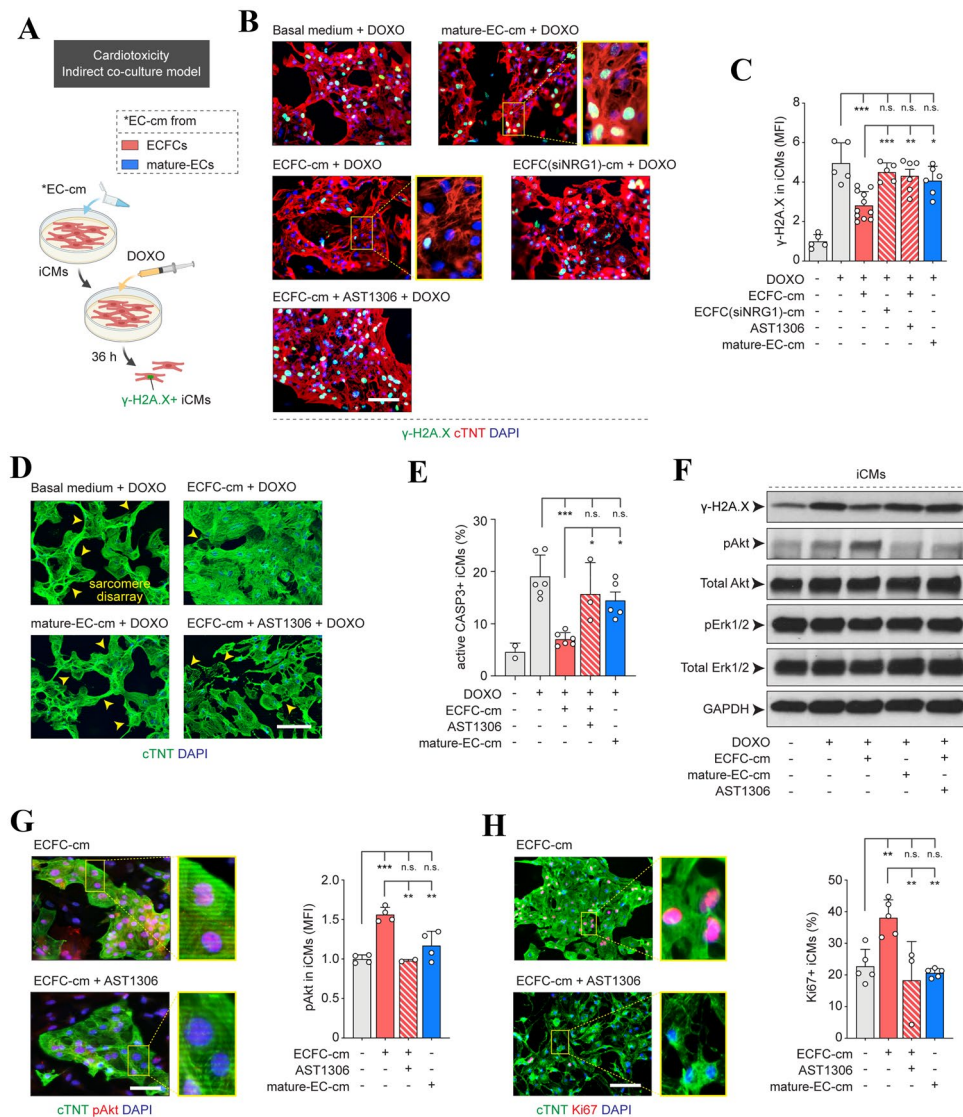 A
Cardiotoxicity
Indirect co-culture model
*EC-cm from
ECFCs
mature-ECs
*EC-cm
iCMs
DOXO
36 h
γ-H2A.X+ iCMs
B
Basal medium + DOXO
mature-EC-cm + DOXO
ECFC-cm + DOXO
ECFC(siNRG1)-cm + DOXO
ECFC-cm + AST1306 + DOXO
γ-H2A.X cTNT DAPI
C
n.s. n.s. n.s.
***
*** ** *
γ-H2A.X in iCMs (MFI)
8
6
4
2
0
DOXO - + + + + +
ECFC-cm - - + - + -
ECFC(siNRG1)-cm - - - + - -
AST1306 - - - - + -
mature-EC-cm - - - - - +
D
Basal medium + DOXO
ECFC-cm + DOXO
sarcomere
disarray
mature-EC-cm + DOXO
ECFC-cm + AST1306 + DOXO
cTNT DAPI
E
*** n.s. n.s.
* *
active CASP3+ iCMs (%)
30
20
10
0
DOXO - + + + +
ECFC-cm - - + + -
AST1306 - - - + -
mature-EC-cm - - - - +
F
iCMs
γ-H2A.X
pAkt
Total Akt
pErk1/2
Total Erk1/2
GAPDH
DOXO - + + + +
ECFC-cm - - + - +
mature-EC-cm - - - + -
AST1306 - - - - +
G
ECFC-cm
ECFC-cm + AST1306
cTNT pAkt DAPI
*** n.s. n.s.
** **
pAkt in iCMs (MFI)
2.0
1.5
1.0
0.5
0
ECFC-cm - + + -
AST1306 - - + -
mature-EC-cm - - - +
H
ECFC-cm
ECFC-cm + AST1306
cTNT Ki67 DAPI
** n.s. n.s.
** **
Ki67+ iCMs (%)
50
40
30
20
10
0
ECFC-cm - + + -
AST1306 - - + -
mature-EC-cm - - - +